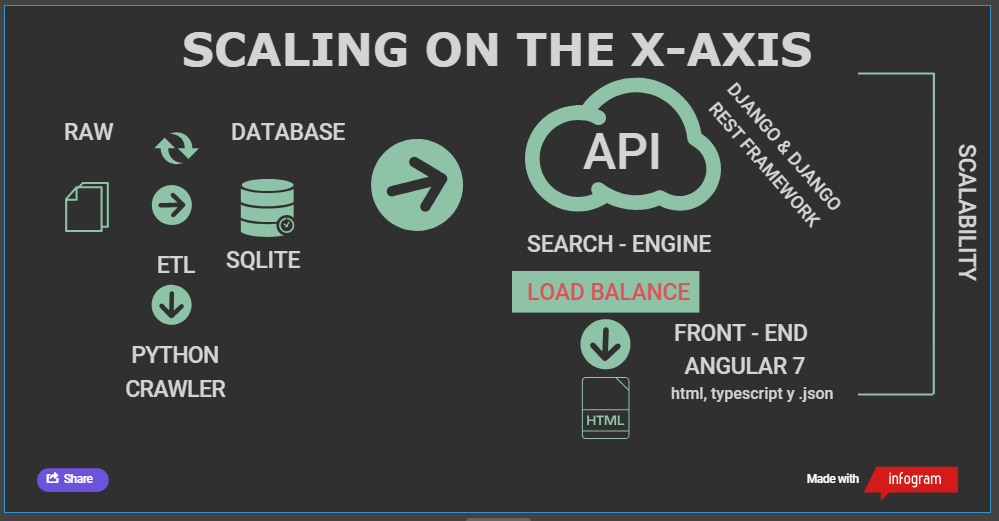 SCALING ON THE X-AXIS
RAW
DATABASE
SQLITE
ETL
PYTHON
CRAWLER
API
DJANGO & DJANGO
REST FRAMEWORK
SEARCH - ENGINE
LOAD BALANCE
HTML
FRONT - END
ANGULAR 7
html, typescript y .json
SCALABILITY
Share
Made with
infogram